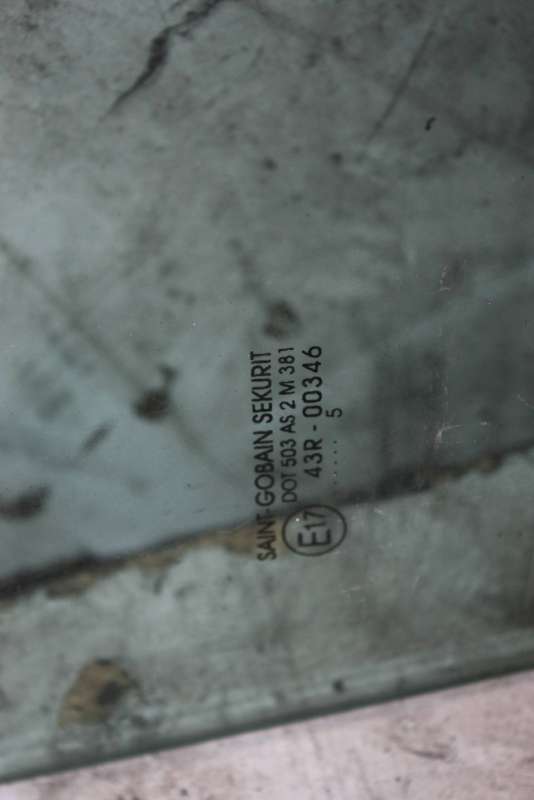 SAINT-GOBAIN SEKURIT
DOT 503 AS 2 M 381
E17 43R - 00346
..... 5